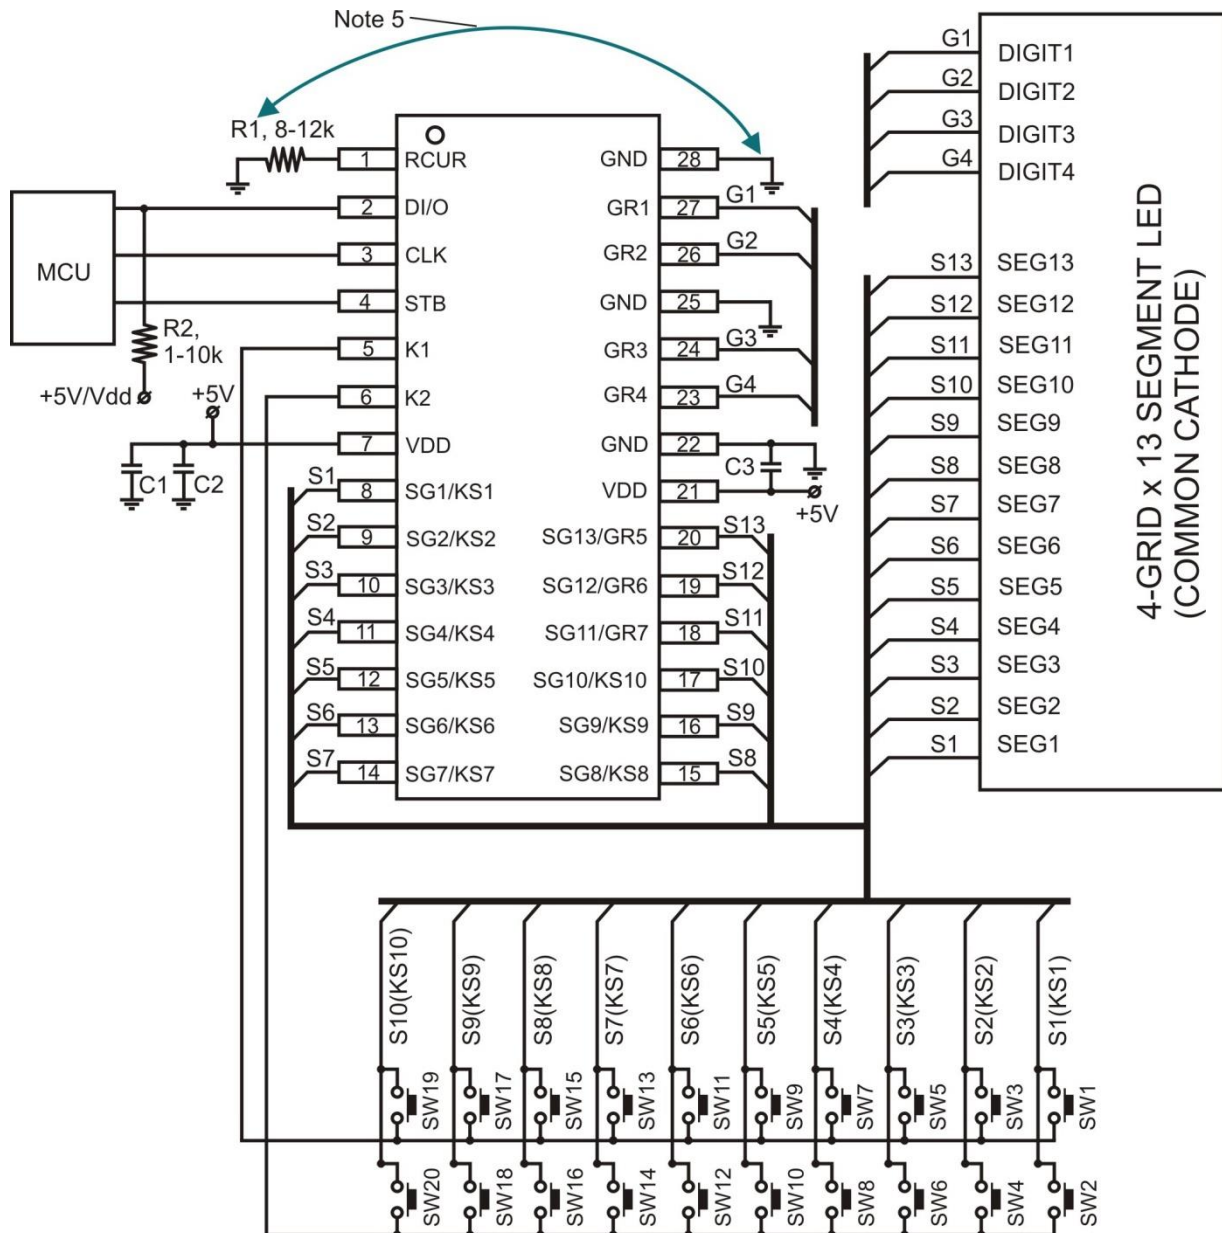 Note 5
R1, 8-12k
MCU
R2,
1-10k
+5V/Vdd
+5V
C1
C2
1 RCUR
2 DI/O
3 CLK
4 STB
5 K1
6 K2
7 VDD
S1 8 SG1/KS1
S2 9 SG2/KS2
S3 10 SG3/KS3
S4 11 SG4/KS4
S5 12 SG5/KS5
S6 13 SG6/KS6
S7 14 SG7/KS7
GND 28
GR1 27 G1
GR2 26 G2
GND 25
GR3 24 G3
GR4 23 G4
GND 22
C3
VDD 21
+5V
SG13/GR5 20 S13
SG12/GR6 19 S12
SG11/GR7 18 S11
SG10/KS10 17 S10
SG9/KS9 16 S9
SG8/KS8 15 S8
G1 DIGIT1
G2 DIGIT2
G3 DIGIT3
G4 DIGIT4
S13 SEG13
S12 SEG12
S11 SEG11
S10 SEG10
S9 SEG9
S8 SEG8
S7 SEG7
S6 SEG6
S5 SEG5
S4 SEG4
S3 SEG3
S2 SEG2
S1 SEG1
4-GRID x 13 SEGMENT LED
(COMMON CATHODE)
S10(KS10)
S9(KS9)
S8(KS8)
S7(KS7)
S6(KS6)
S5(KS5)
S4(KS4)
S3(KS3)
S2(KS2)
S1(KS1)
SW19
SW17
SW15
SW13
SW11
SW9
SW7
SW5
SW3
SW1
SW20
SW18
SW16
SW14
SW12
SW10
SW8
SW6
SW4
SW2